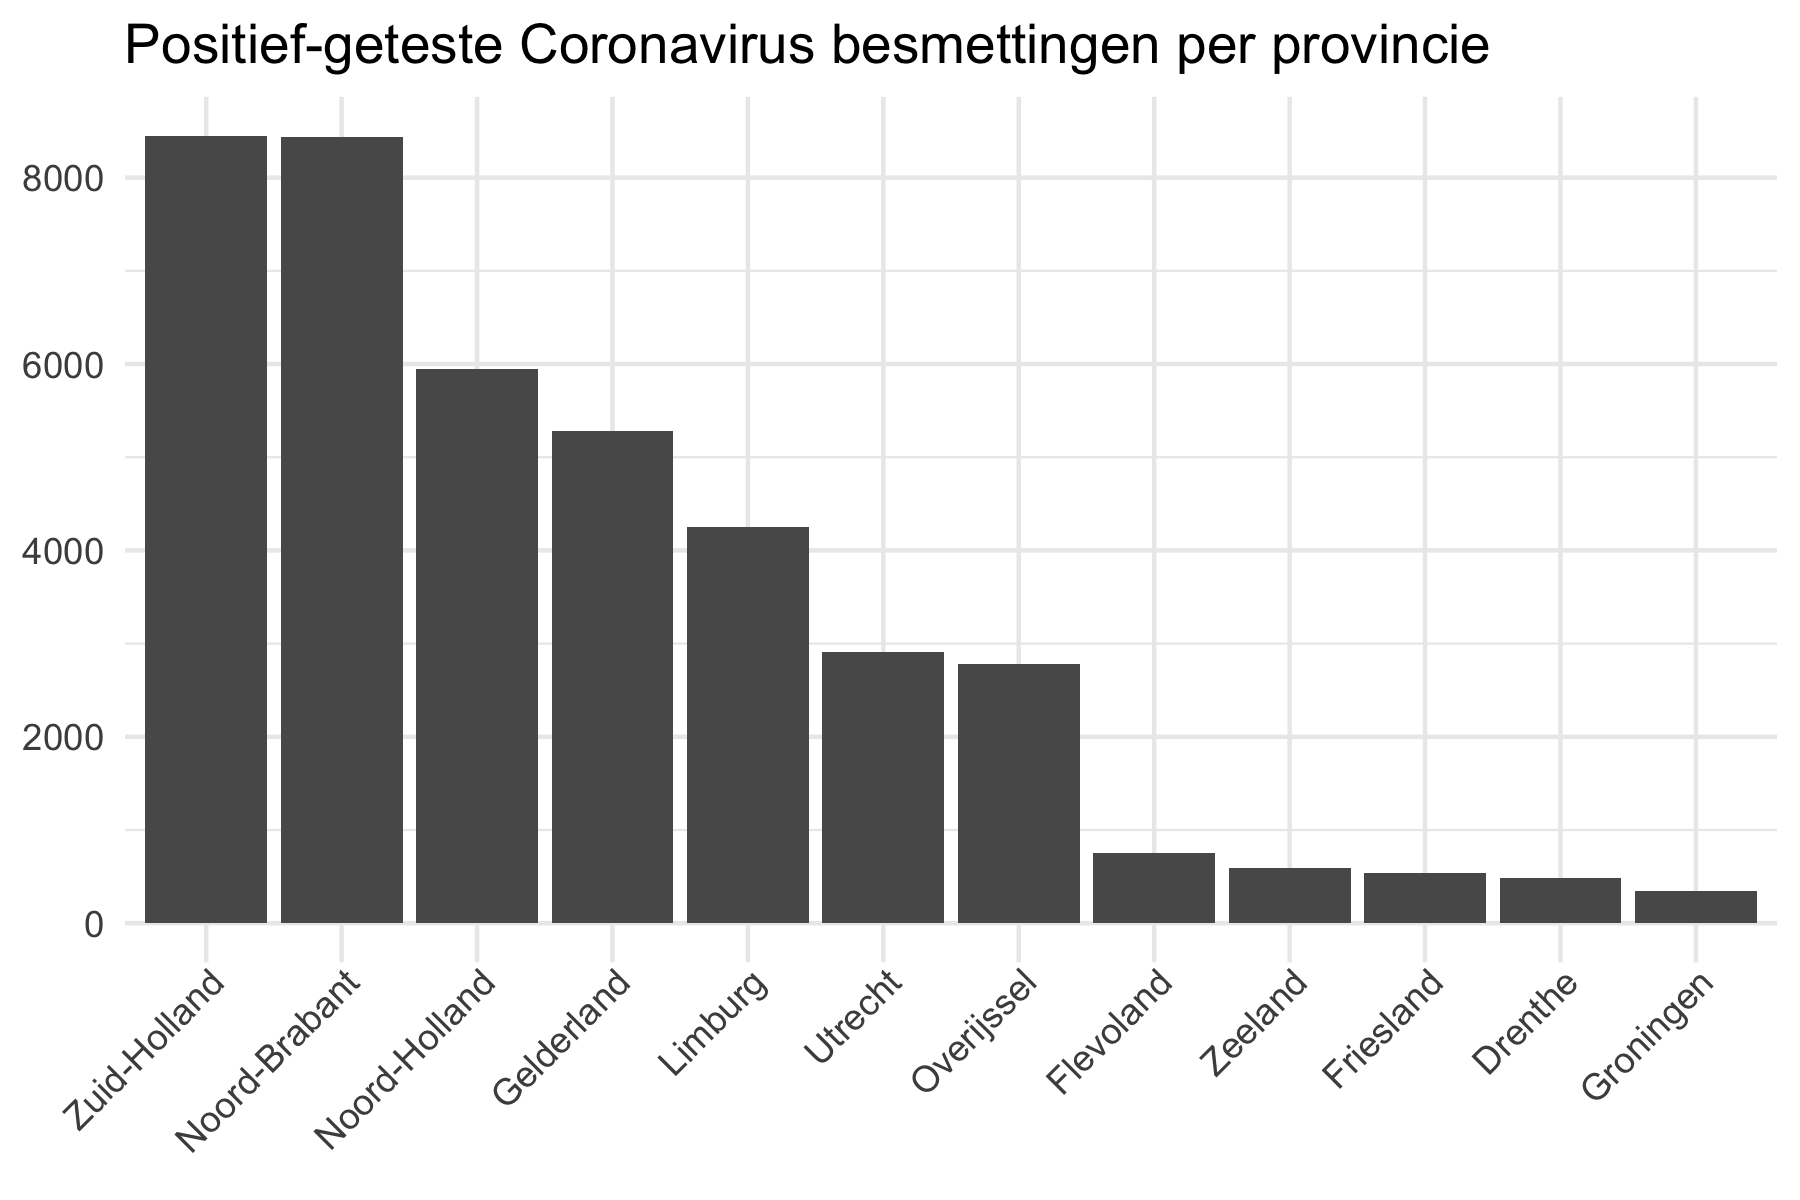 Positief-geteste Coronavirus besmettingen per provincie
8000
6000
4000
2000
0
Zuid-Holland
Noord-Brabant
Noord-Holland
Gelderland
Limburg
Utrecht
Overijssel
Flevoland
Zeeland
Friesland
Drenthe
Groningen